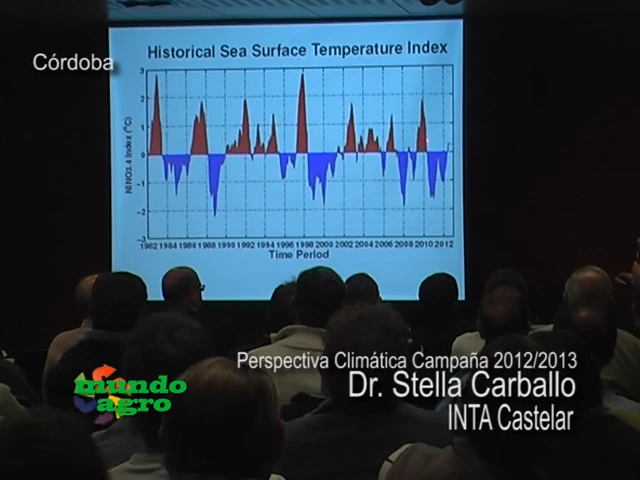 Historical Sea Surface Temperature Index
Córdoba
NINO3.4 Index (°C)
3
2
1
0
-1
-2
-3
1982 1984 1986 1988 1990 1992 1994 1996 1998 2000 2002 2004 2006 2008 2010 2012
Time Period
Perspectiva Climática Campaña 2012/2013
Dr. Stella Carballo
INTA Castelar
mundo
agro